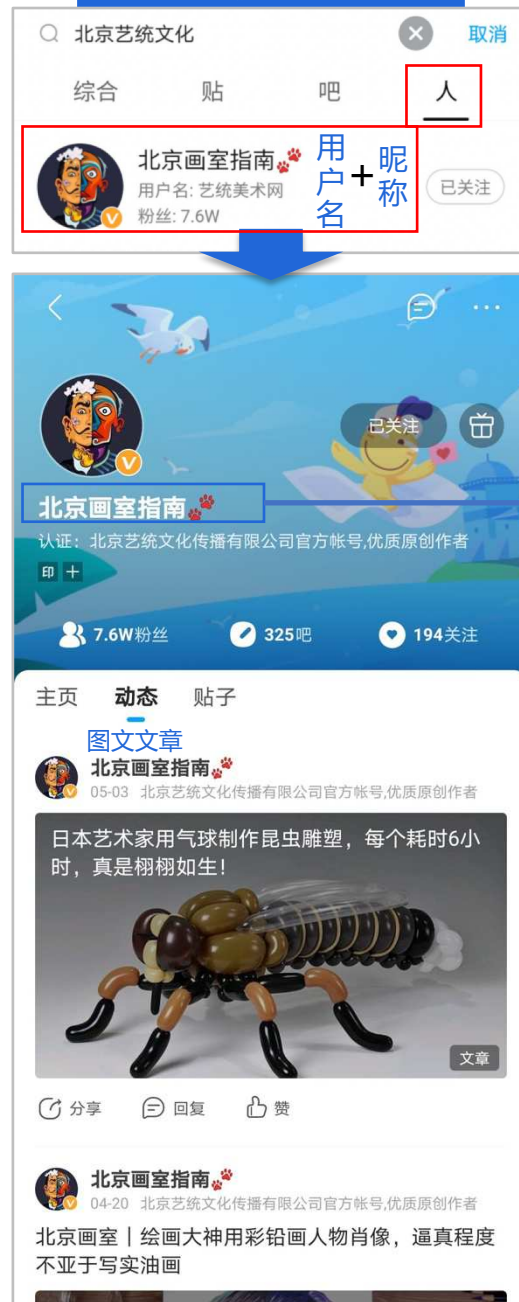 北京艺统文化
取消
综合
贴
吧
人
北京画室指南
用户名: 艺统美术网
粉丝: 7.6W
用户名
+
昵称
已关注
已关注
北京画室指南
认证：北京艺统文化传播有限公司官方帐号,优质原创作者
印
7.6W粉丝
325吧
194关注
主页
动态
贴子
图文文章
北京画室指南
05-03 北京艺统文化传播有限公司官方帐号,优质原创作者
日本艺术家用气球制作昆虫雕塑，每个耗时6小
时，真是栩栩如生！
文章
分享
回复
赞
北京画室指南
04-20 北京艺统文化传播有限公司官方帐号,优质原创作者
北京画室丨绘画大神用彩铅画人物肖像，逼真程度
不亚于写实油画